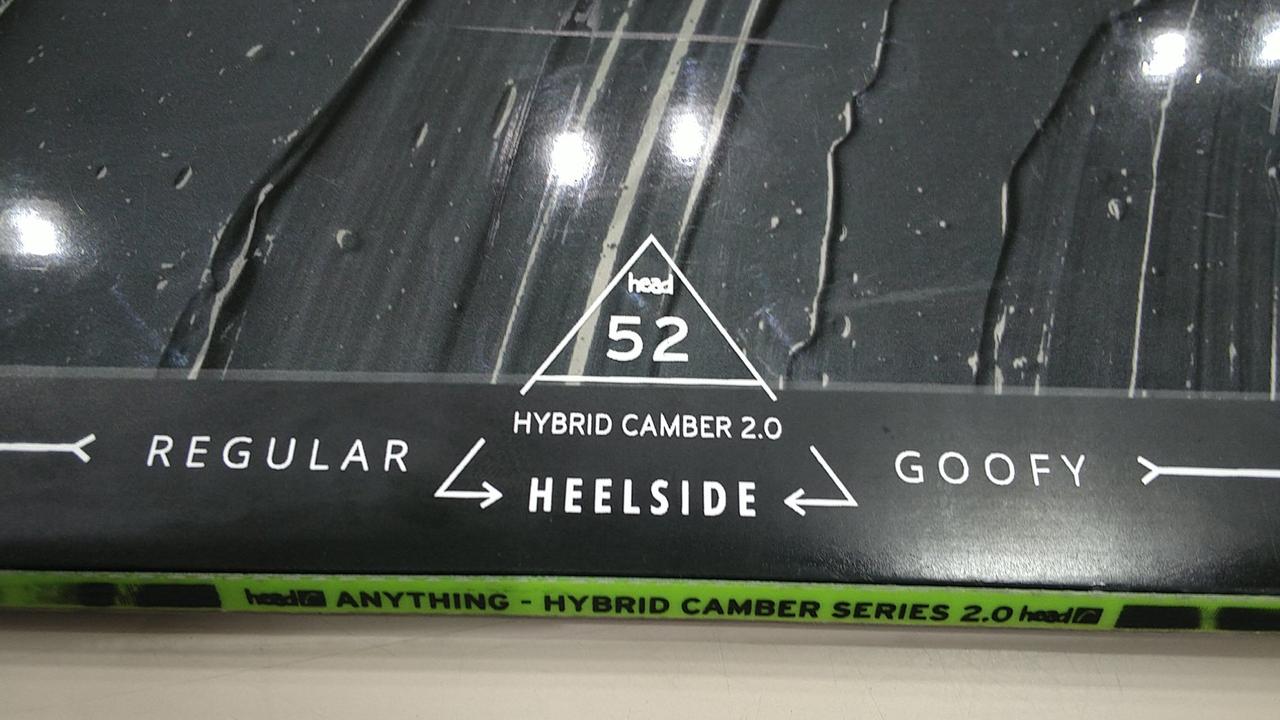 head
52
HYBRID CAMBER 2.0
REGULAR
HEELSIDE
GOOFY
head ANYTHING - HYBRID CAMBER SERIES 2.0 head